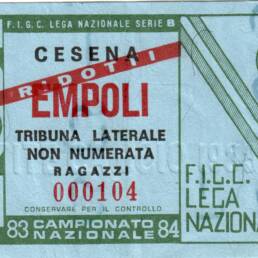 F.I.G.C. LEGA NAZIONALE SERIE B
CESENA
RIDOTTI
EMPOLI
TRIBUNA LATERALE
NON NUMERATA
RAGAZZI
000104
CONSERVARE PER IL CONTROLLO
83 CAMPIONATO NAZIONALE 84
F.I.G.C.
LEGA
NAZION